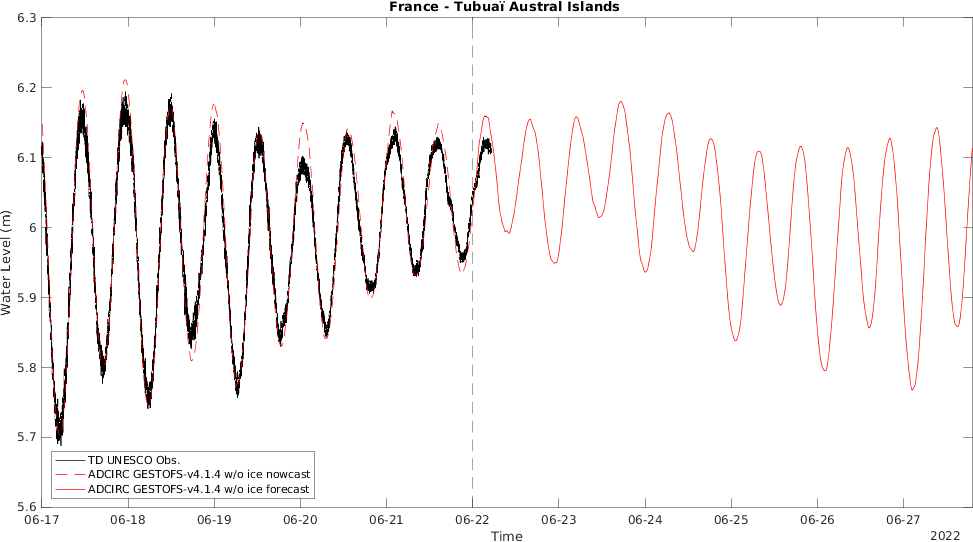 France - Tubuaï Austral Islands
6.3
6.2
6.1
6
5.9
5.8
5.7
5.6
Water Level (m)
TD UNESCO Obs.
ADCIRC GESTOFS-v4.1.4 w/o ice nowcast
ADCIRC GESTOFS-v4.1.4 w/o ice forecast
06-17 06-18 06-19 06-20 06-21 06-22 06-23 06-24 06-25 06-26 06-27
Time
2022